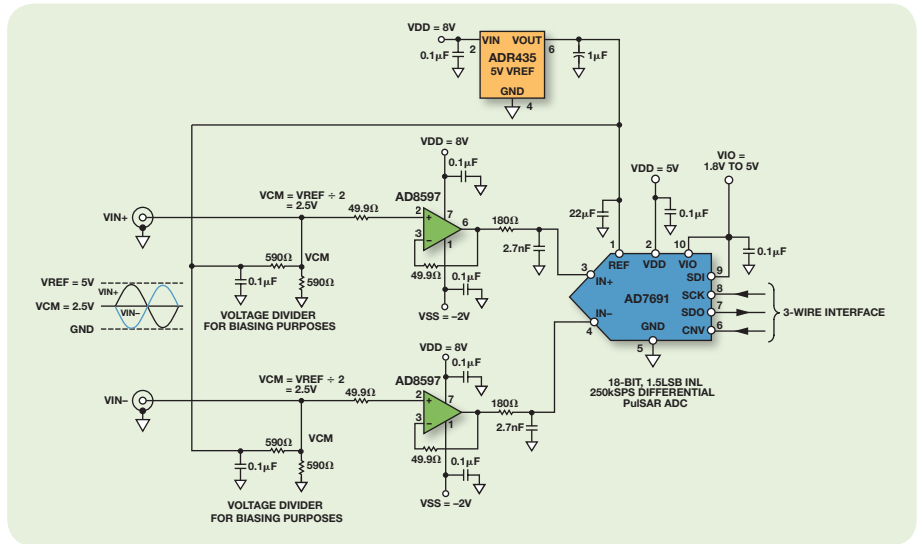 VDD = 8V
0.1μF
2
VIN VOUT
6
ADR435
5V VREF
GND
4
1μF
VDD = 8V
0.1μF
VIN+
VCM = VREF ÷ 2
= 2.5V
49.9Ω
AD8597
2
+
7
6
3
–
1
180Ω
2.7nF
49.9Ω
0.1μF
VSS = –2V
590Ω
VCM
590Ω
0.1μF
VOLTAGE DIVIDER
FOR BIASING PURPOSES
VREF = 5V
VIN+
VCM = 2.5V
VIN–
GND
VDD = 5V
VIO =
1.8V TO 5V
22μF
0.1μF
0.1μF
1
2
10
REF
VDD
VIO
SDI
9
3
IN+
SCK
8
AD7691
SDO
7
3-WIRE INTERFACE
IN–
4
GND
CNV
6
5
18-BIT, 1.5LSB INL
250kSPS DIFFERENTIAL
PulSAR ADC
VDD = 8V
0.1μF
VIN–
VCM = VREF ÷ 2
= 2.5V
49.9Ω
AD8597
2
+
7
3
–
1
180Ω
2.7nF
49.9Ω
0.1μF
VSS = –2V
590Ω
VCM
590Ω
0.1μF
VOLTAGE DIVIDER
FOR BIASING PURPOSES